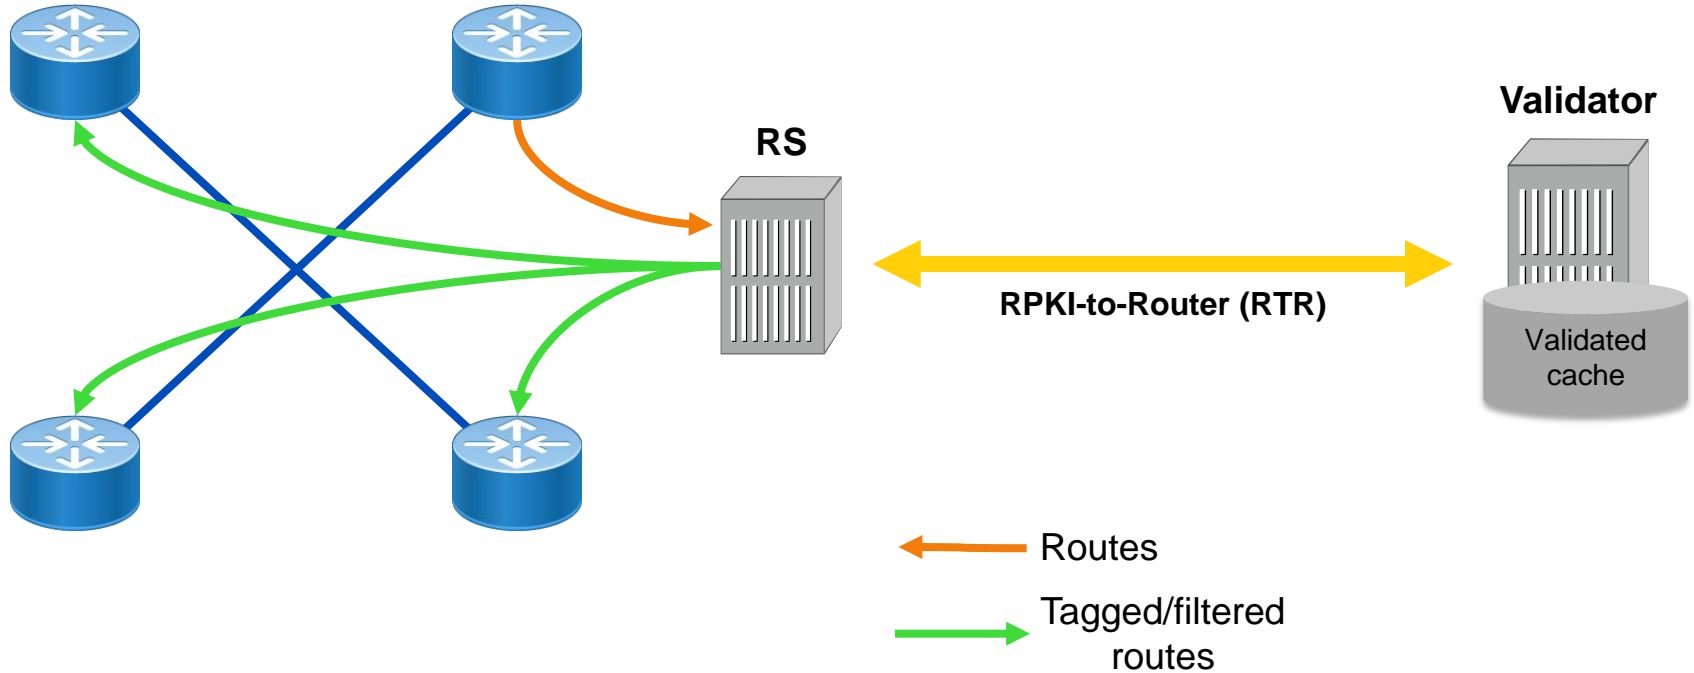 Validator
RS
RPKI-to-Router (RTR)
Validated
cache
Routes
Tagged/filtered
routes